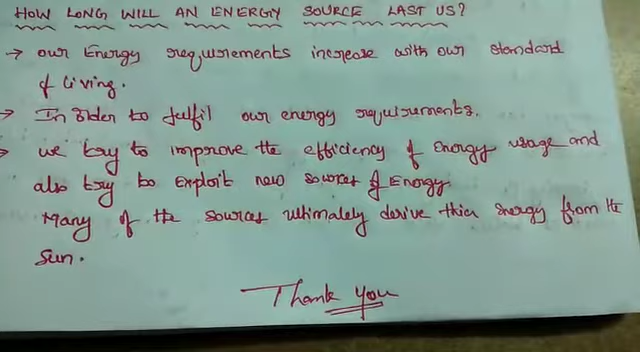 HOW LONG WILL AN ENERGY SOURCE LAST US?
→ our Energy requirements increase with our standard
of living.
→ In order to fulfil our energy requirements.
→ we try to improve the efficiency of energy usage and
also try to exploit new sources of Energy.
Many of the sources ultimately derive their energy from the
Sun.
Thank you